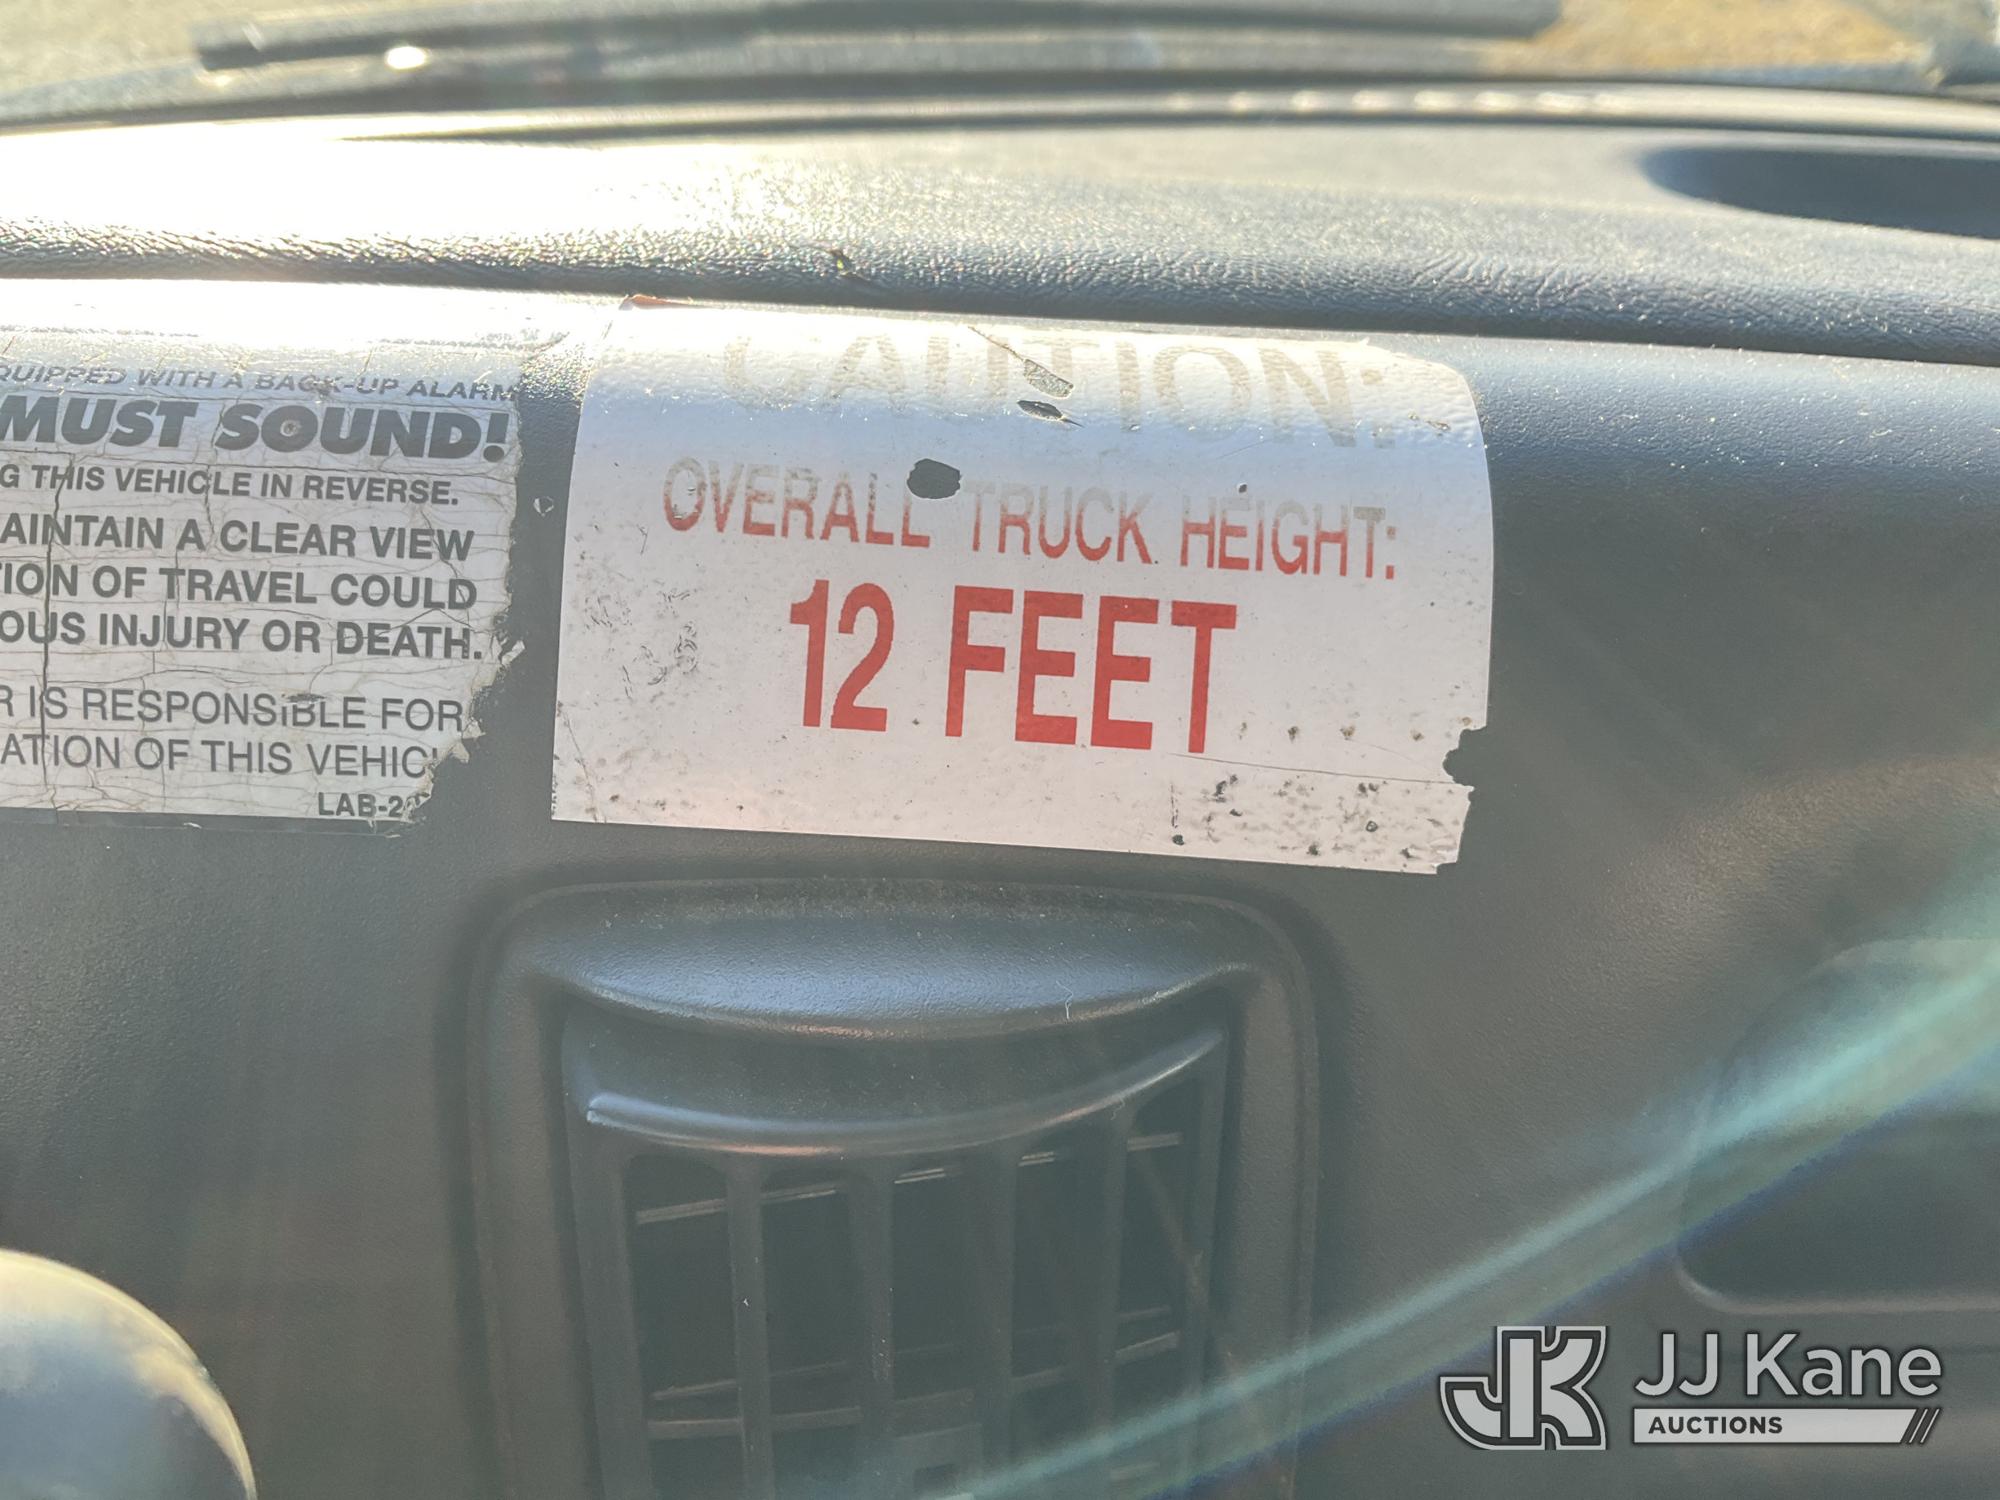 QUIPPED WITH A BACK-UP ALARM
MUST SOUND!
G THIS VEHICLE IN REVERSE.
AINTAIN A CLEAR VIEW
TION OF TRAVEL COULD
OUS INJURY OR DEATH.
R IS RESPONSIBLE FOR
ATION OF THIS VEHIC
LAB-2
CAUTION:
OVERALL TRUCK HEIGHT:
12 FEET
JK JJ Kane
AUCTIONS